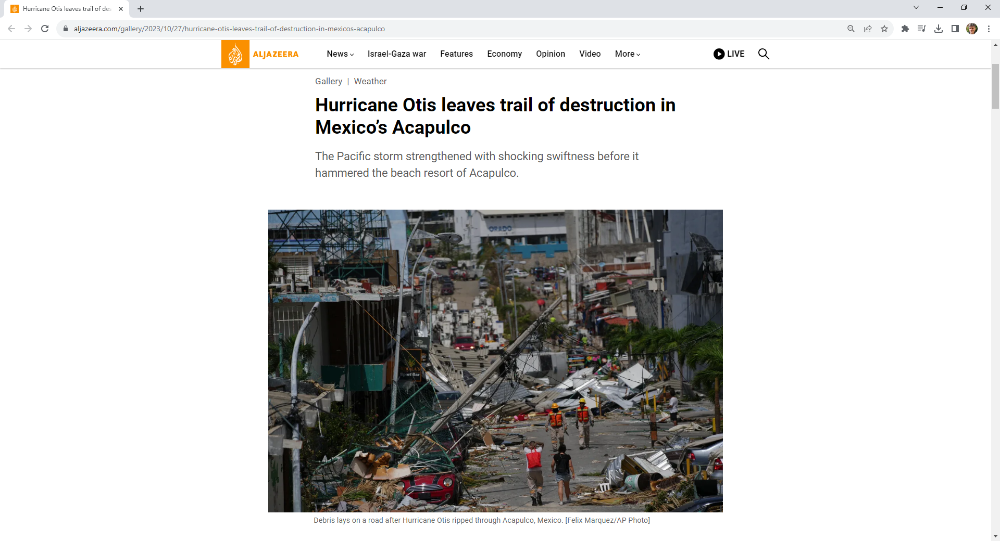 Hurricane Otis leaves trail of des
aljazeera.com/gallery/2023/10/27/hurricane-otis-leaves-trail-of-destruction-in-mexicos-acapulco
ALJAZEERA
News Israel-Gaza war Features Economy Opinion Video More LIVE
Gallery | Weather
Hurricane Otis leaves trail of destruction in
Mexico’s Acapulco
The Pacific storm strengthened with shocking swiftness before it
hammered the beach resort of Acapulco.
ORADO
Sport Bar
Debris lays on a road after Hurricane Otis ripped through Acapulco, Mexico. [Felix Marquez/AP Photo]